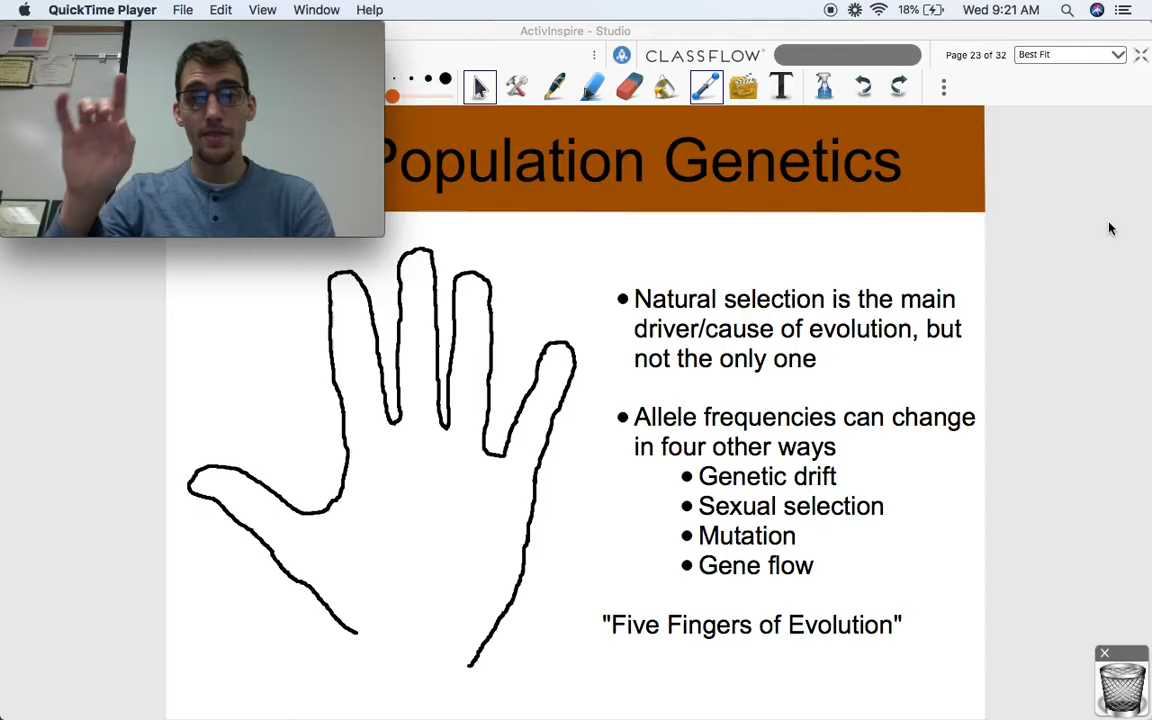 QuickTime Player File Edit View Window Help 18% Wed 9:21 AM
ActivInspire - Studio
CLASSFLOW Page 23 of 32 Best Fit
T
Population Genetics
•Natural selection is the main
driver/cause of evolution, but
not the only one
•Allele frequencies can change
in four other ways
•Genetic drift
•Sexual selection
•Mutation
•Gene flow
"Five Fingers of Evolution"
X